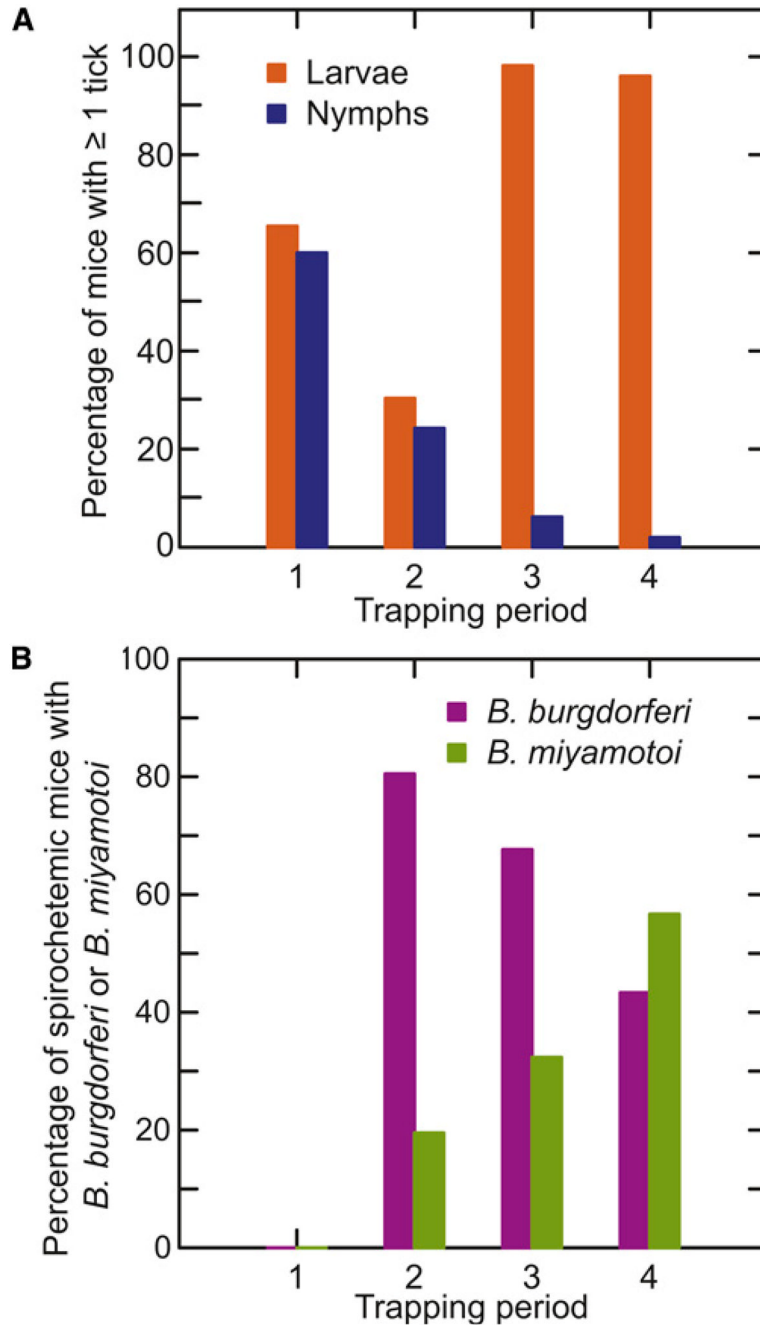 A
Percentage of mice with ≥ 1 tick
100
80
60
40
20
0
Larvae
Nymphs
1 2 3 4
Trapping period
B
Percentage of spirochetemic mice with
B. burgdorferi or B. miyamotoi
100
80
60
40
20
0
B. burgdorferi
B. miyamotoi
1 2 3 4
Trapping period